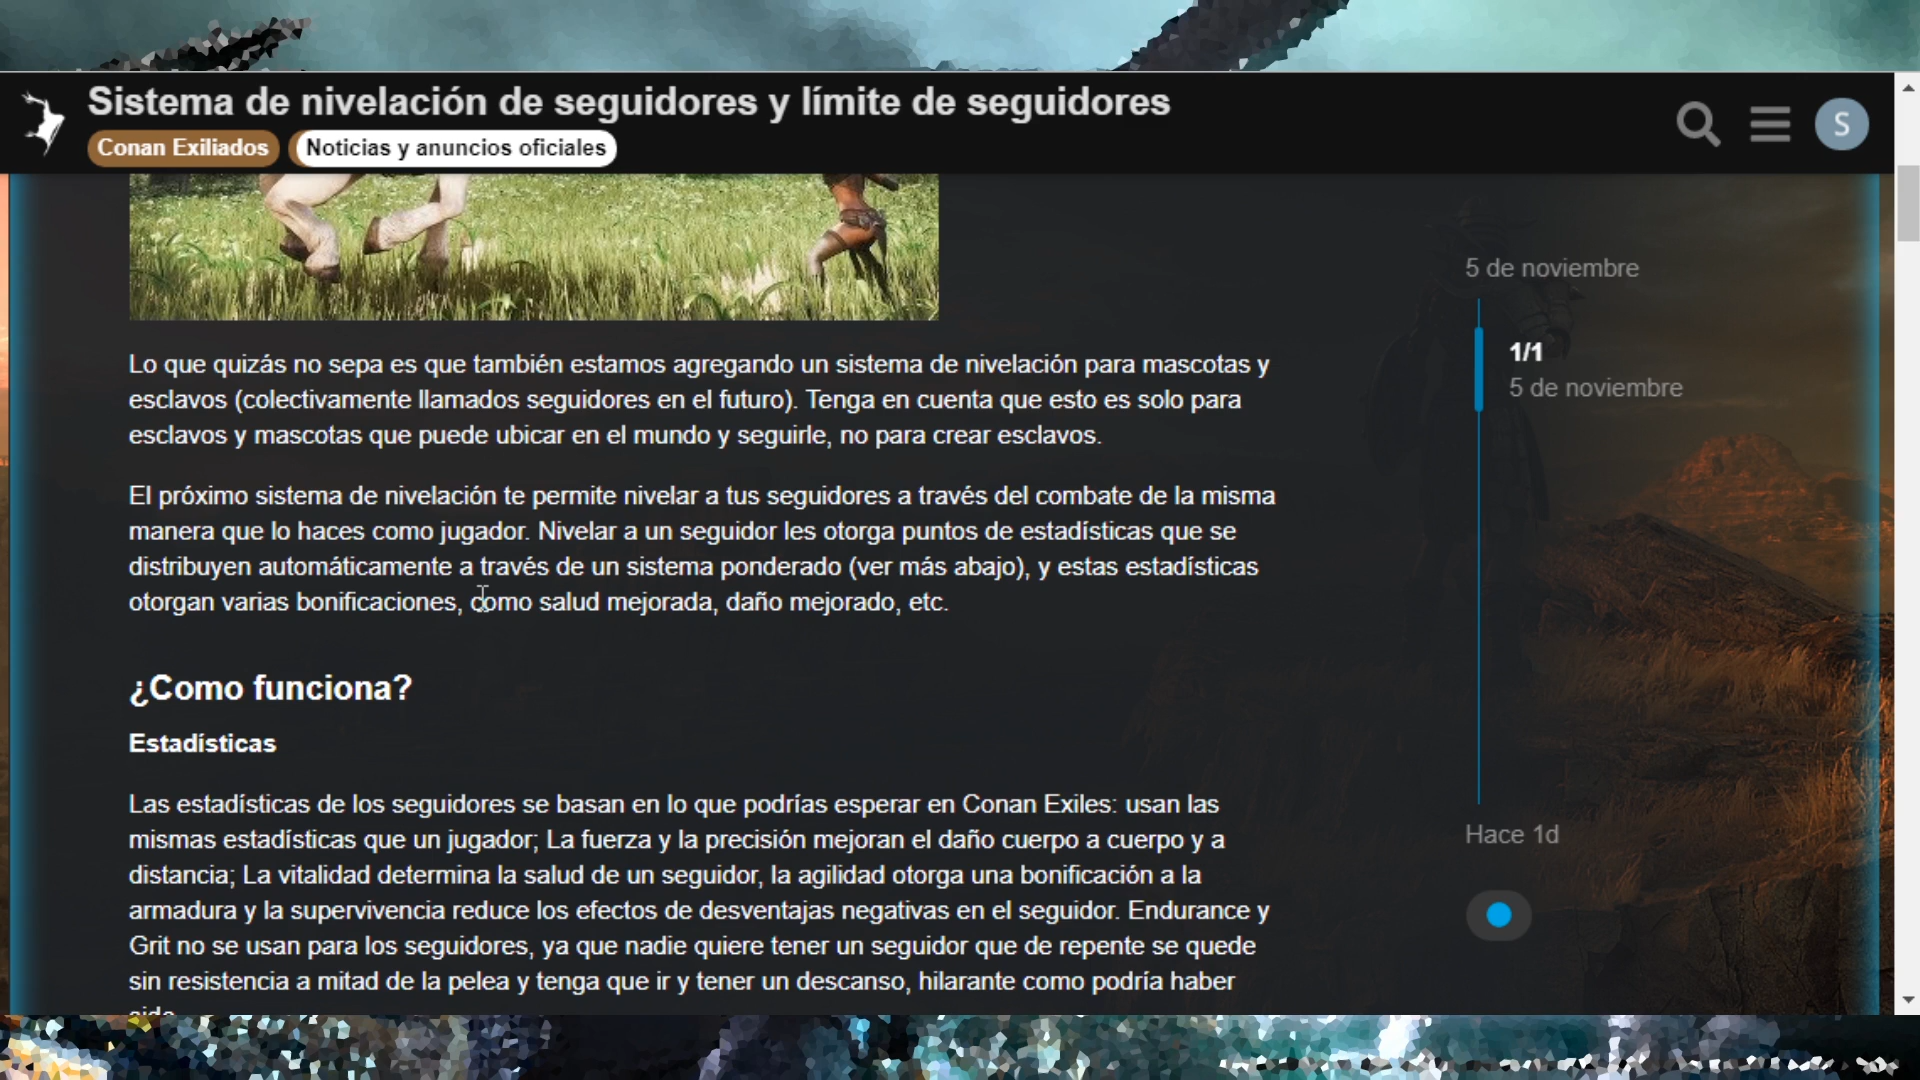 Sistema de nivelación de seguidores y límite de seguidores
Conan Exiliados
Noticias y anuncios oficiales
S
5 de noviembre
1/1
5 de noviembre
Lo que quizás no sepa es que también estamos agregando un sistema de nivelación para mascotas y
esclavos (colectivamente llamados seguidores en el futuro). Tenga en cuenta que esto es solo para
esclavos y mascotas que puede ubicar en el mundo y seguirle, no para crear esclavos.
El próximo sistema de nivelación te permite nivelar a tus seguidores a través del combate de la misma
manera que lo haces como jugador. Nivelar a un seguidor les otorga puntos de estadísticas que se
distribuyen automáticamente a través de un sistema ponderado (ver más abajo), y estas estadísticas
otorgan varias bonificaciones, como salud mejorada, daño mejorado, etc.
¿Como funciona?
Estadísticas
Las estadísticas de los seguidores se basan en lo que podrías esperar en Conan Exiles: usan las
mismas estadísticas que un jugador; La fuerza y la precisión mejoran el daño cuerpo a cuerpo y a
distancia; La vitalidad determina la salud de un seguidor, la agilidad otorga una bonificación a la
armadura y la supervivencia reduce los efectos de desventajas negativas en el seguidor. Endurance y
Grit no se usan para los seguidores, ya que nadie quiere tener un seguidor que de repente se quede
sin resistencia a mitad de la pelea y tenga que ir y tener un descanso, hilarante como podría haber
sido.
Hace 1d